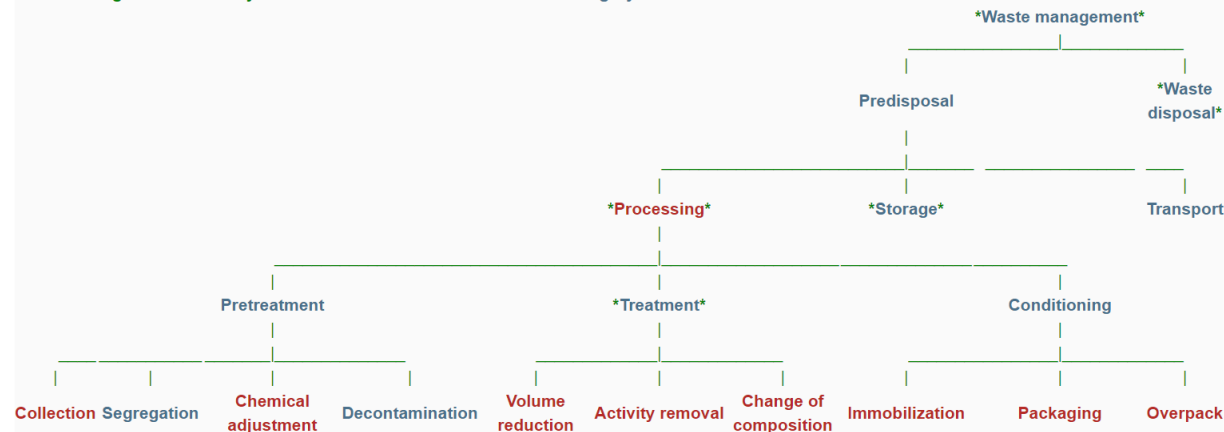 *Waste management*
Predisposal
*Waste
disposal*
*Processing*
*Storage*
Transport
Pretreatment
*Treatment*
Conditioning
Collection
Segregation
Chemical
adjustment
Decontamination
Volume
reduction
Activity removal
Change of
composition
Immobilization
Packaging
Overpack